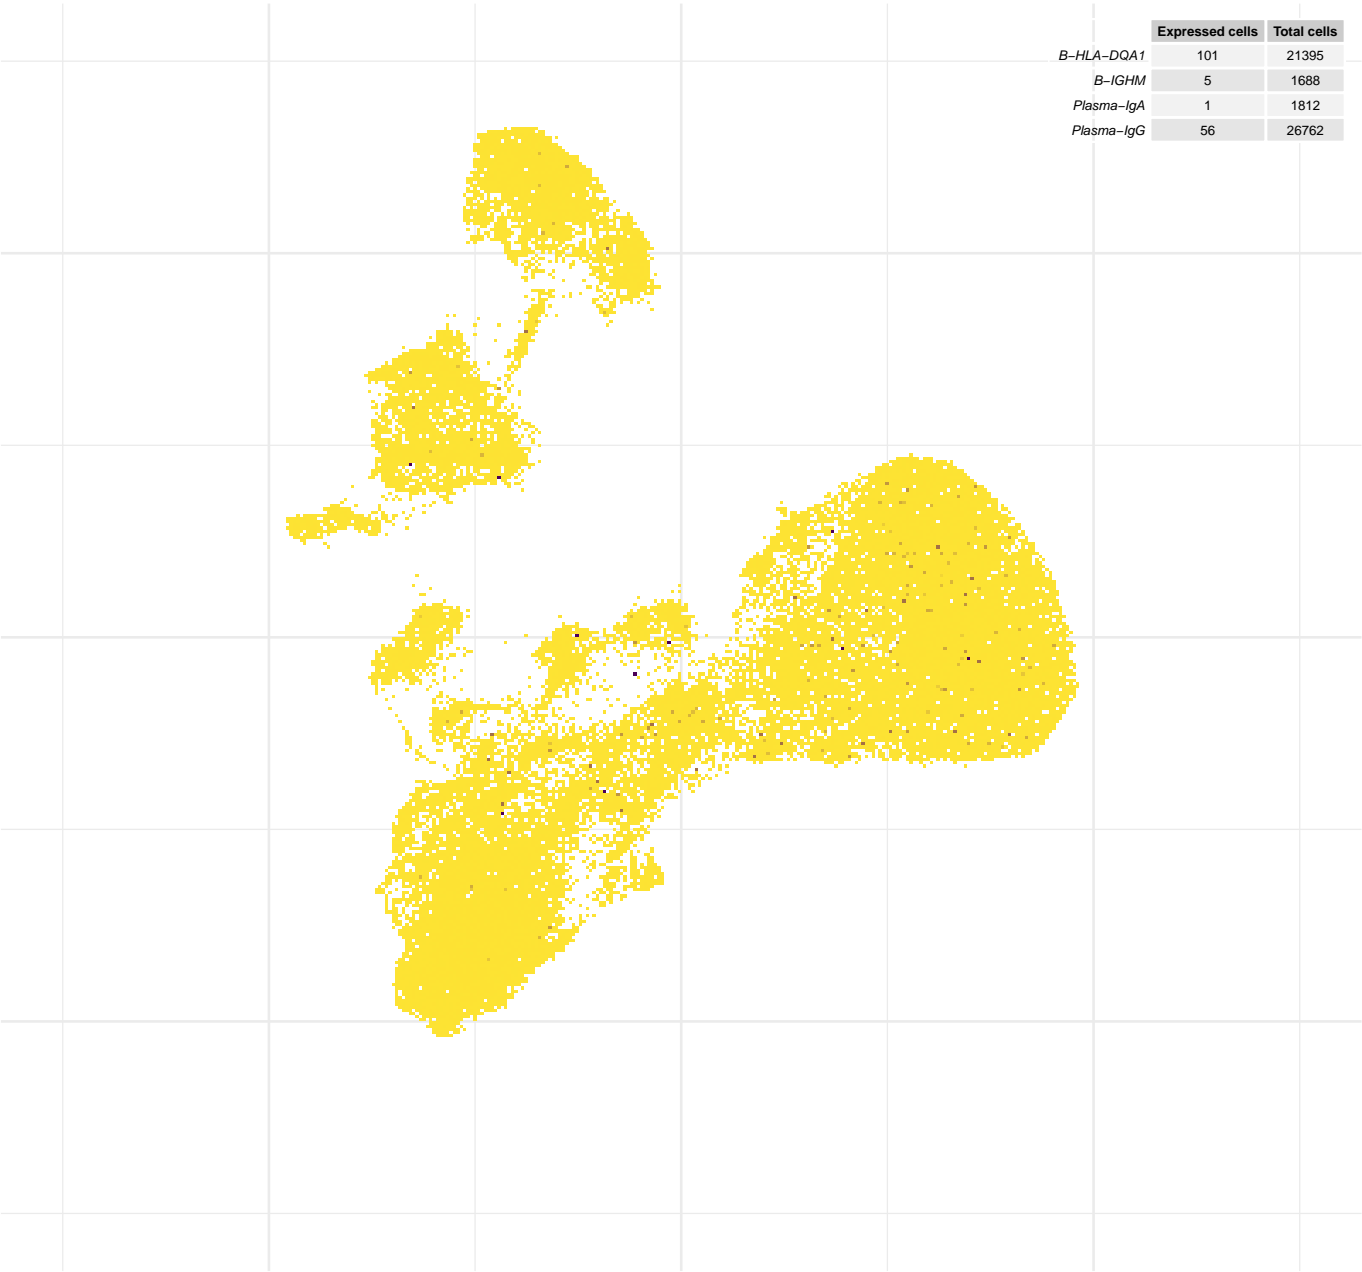 Expressed cells Total cells
B−HLA−DQA1 101 21395
B−IGHM 5 1688
Plasma−IgA 1 1812
Plasma−IgG 56 26762